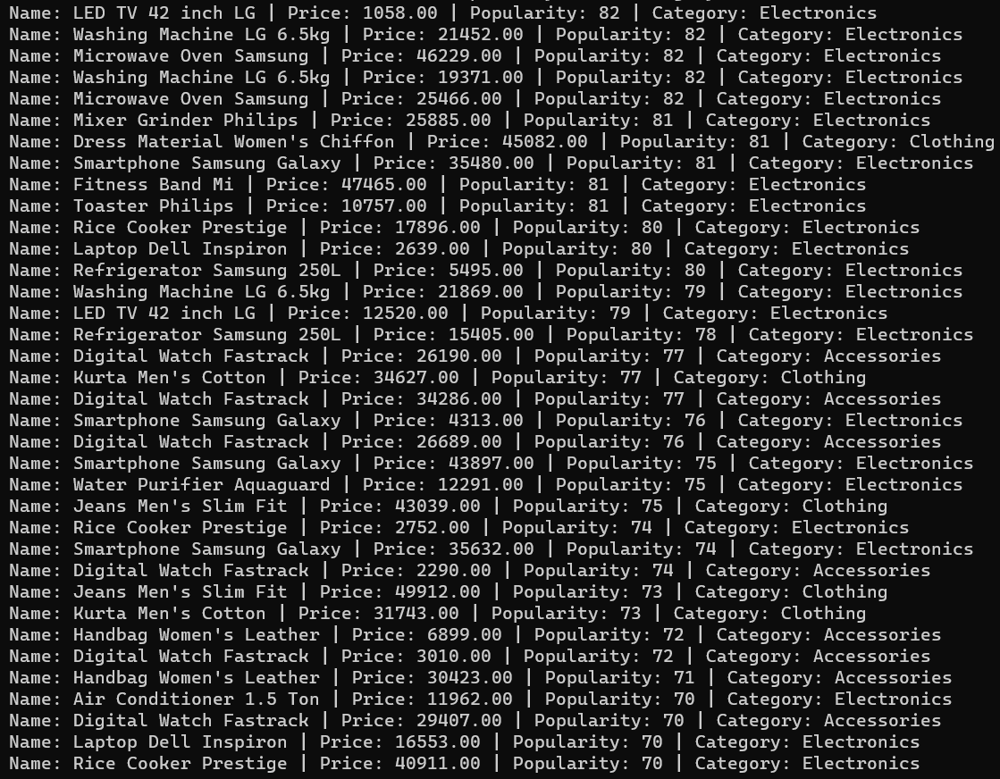 Name: LED TV 42 inch LG | Price: 1058.00 | Popularity: 82 | Category: Electronics
Name: Washing Machine LG 6.5kg | Price: 21452.00 | Popularity: 82 | Category: Electronics
Name: Microwave Oven Samsung | Price: 46229.00 | Popularity: 82 | Category: Electronics
Name: Washing Machine LG 6.5kg | Price: 19371.00 | Popularity: 82 | Category: Electronics
Name: Microwave Oven Samsung | Price: 25466.00 | Popularity: 82 | Category: Electronics
Name: Mixer Grinder Philips | Price: 25885.00 | Popularity: 81 | Category: Electronics
Name: Dress Material Women's Chiffon | Price: 45082.00 | Popularity: 81 | Category: Clothing
Name: Smartphone Samsung Galaxy | Price: 35480.00 | Popularity: 81 | Category: Electronics
Name: Fitness Band Mi | Price: 47465.00 | Popularity: 81 | Category: Electronics
Name: Toaster Philips | Price: 10757.00 | Popularity: 81 | Category: Electronics
Name: Rice Cooker Prestige | Price: 17896.00 | Popularity: 80 | Category: Electronics
Name: Laptop Dell Inspiron | Price: 2639.00 | Popularity: 80 | Category: Electronics
Name: Refrigerator Samsung 250L | Price: 5495.00 | Popularity: 80 | Category: Electronics
Name: Washing Machine LG 6.5kg | Price: 21869.00 | Popularity: 79 | Category: Electronics
Name: LED TV 42 inch LG | Price: 12520.00 | Popularity: 79 | Category: Electronics
Name: Refrigerator Samsung 250L | Price: 15405.00 | Popularity: 78 | Category: Electronics
Name: Digital Watch Fastrack | Price: 26190.00 | Popularity: 77 | Category: Accessories
Name: Kurta Men's Cotton | Price: 34627.00 | Popularity: 77 | Category: Clothing
Name: Digital Watch Fastrack | Price: 34286.00 | Popularity: 77 | Category: Accessories
Name: Smartphone Samsung Galaxy | Price: 4313.00 | Popularity: 76 | Category: Electronics
Name: Digital Watch Fastrack | Price: 26689.00 | Popularity: 76 | Category: Accessories
Name: Smartphone Samsung Galaxy | Price: 43897.00 | Popularity: 75 | Category: Electronics
Name: Water Purifier Aquaguard | Price: 12291.00 | Popularity: 75 | Category: Electronics
Name: Jeans Men's Slim Fit | Price: 43039.00 | Popularity: 75 | Category: Clothing
Name: Rice Cooker Prestige | Price: 2752.00 | Popularity: 74 | Category: Electronics
Name: Smartphone Samsung Galaxy | Price: 35632.00 | Popularity: 74 | Category: Electronics
Name: Digital Watch Fastrack | Price: 2290.00 | Popularity: 74 | Category: Accessories
Name: Jeans Men's Slim Fit | Price: 49912.00 | Popularity: 73 | Category: Clothing
Name: Kurta Men's Cotton | Price: 31743.00 | Popularity: 73 | Category: Clothing
Name: Handbag Women's Leather | Price: 6899.00 | Popularity: 72 | Category: Accessories
Name: Digital Watch Fastrack | Price: 3010.00 | Popularity: 72 | Category: Accessories
Name: Handbag Women's Leather | Price: 30423.00 | Popularity: 71 | Category: Accessories
Name: Air Conditioner 1.5 Ton | Price: 11962.00 | Popularity: 70 | Category: Electronics
Name: Digital Watch Fastrack | Price: 29407.00 | Popularity: 70 | Category: Accessories
Name: Laptop Dell Inspiron | Price: 16553.00 | Popularity: 70 | Category: Electronics
Name: Rice Cooker Prestige | Price: 40911.00 | Popularity: 70 | Category: Electronics